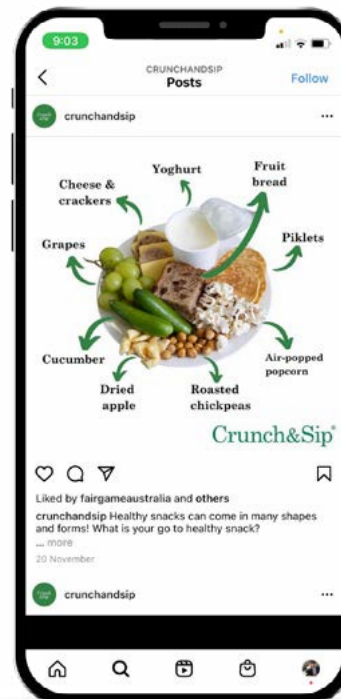 9:03
CRUNCHANDSIP
Posts
Follow
crunchandsip
Yoghurt
Fruit
bread
Cheese &
crackers
Grapes
Piklets
Cucumber
Dried
apple
Roasted
chickpeas
Air-popped
popcorn
Crunch&Sip®
Liked by fairgameaustralia and others
crunchandsip Healthy snacks can come in many shapes
and forms! What is your go to healthy snack?
... more
20 November
crunchandsip